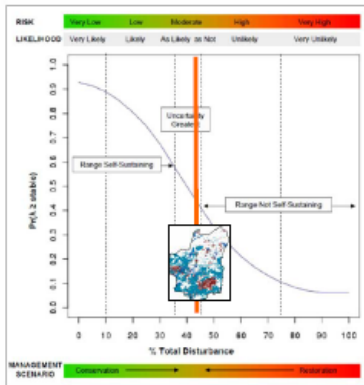 RISK Very Low Low Moderate High Very High
LIKELIHOOD Very Likely Likely As Likely as Not Unlikely Very Unlikely
Uncertainty
Greatest
Range Self-Sustaining
Range Not Self-Sustaining
Pr(λ ≥ stable)
1.0
0.9
0.8
0.7
0.6
0.5
0.4
0.3
0.2
0.1
0.0
0 10 20 30 40 50 60 70 80 90 100
% Total Disturbance
MANAGEMENT
SCENARIO
Conservation Restoration